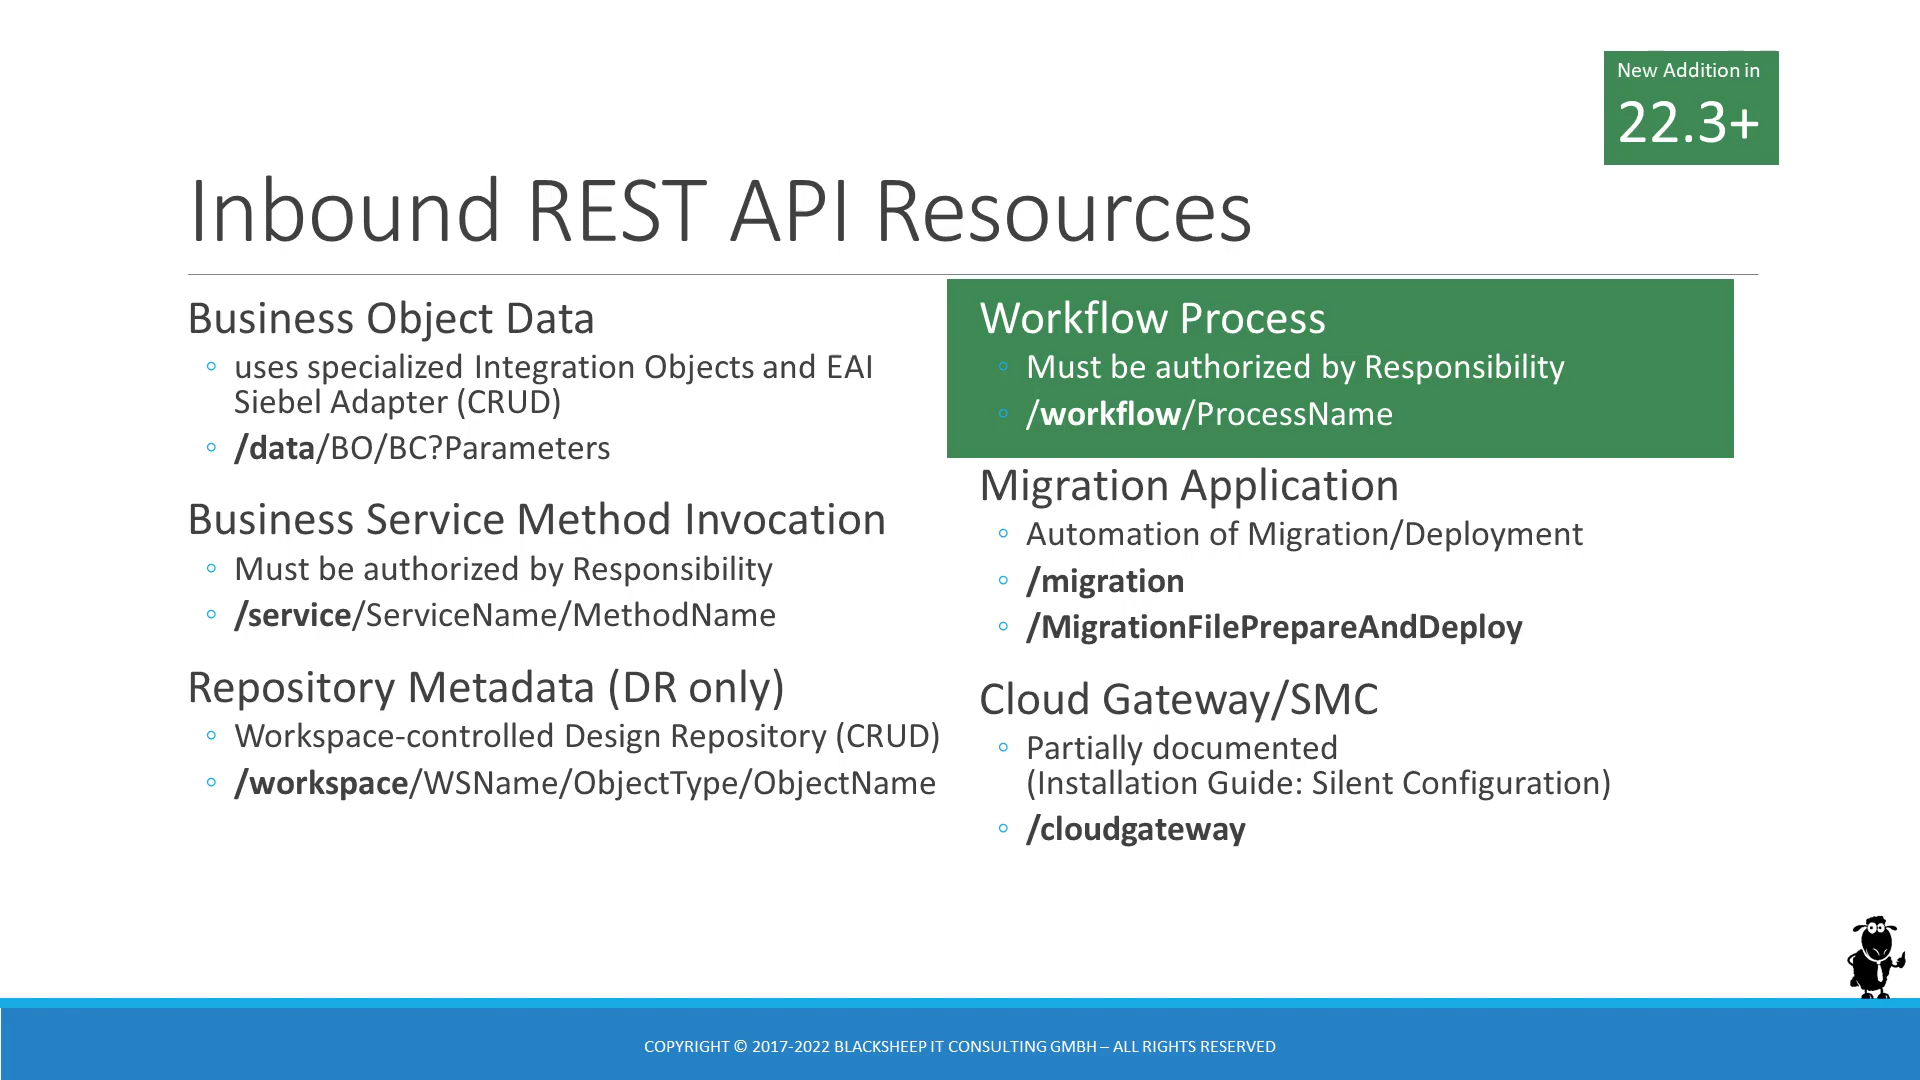 New Addition in
22.3+
Inbound REST API Resources
Business Object Data
uses specialized Integration Objects and EAI
Siebel Adapter (CRUD)
/data/BO/BC?Parameters
Business Service Method Invocation
Must be authorized by Responsibility
/service/ServiceName/MethodName
Repository Metadata (DR only)
Workspace-controlled Design Repository (CRUD)
/workspace/WSName/ObjectType/ObjectName
Workflow Process
Must be authorized by Responsibility
/workflow/ProcessName
Migration Application
Automation of Migration/Deployment
/migration
/MigrationFilePrepareAndDeploy
Cloud Gateway/SMC
Partially documented
(Installation Guide: Silent Configuration)
/cloudgateway
COPYRIGHT © 2017-2022 BLACKSHEEP IT CONSULTING GMBH – ALL RIGHTS RESERVED